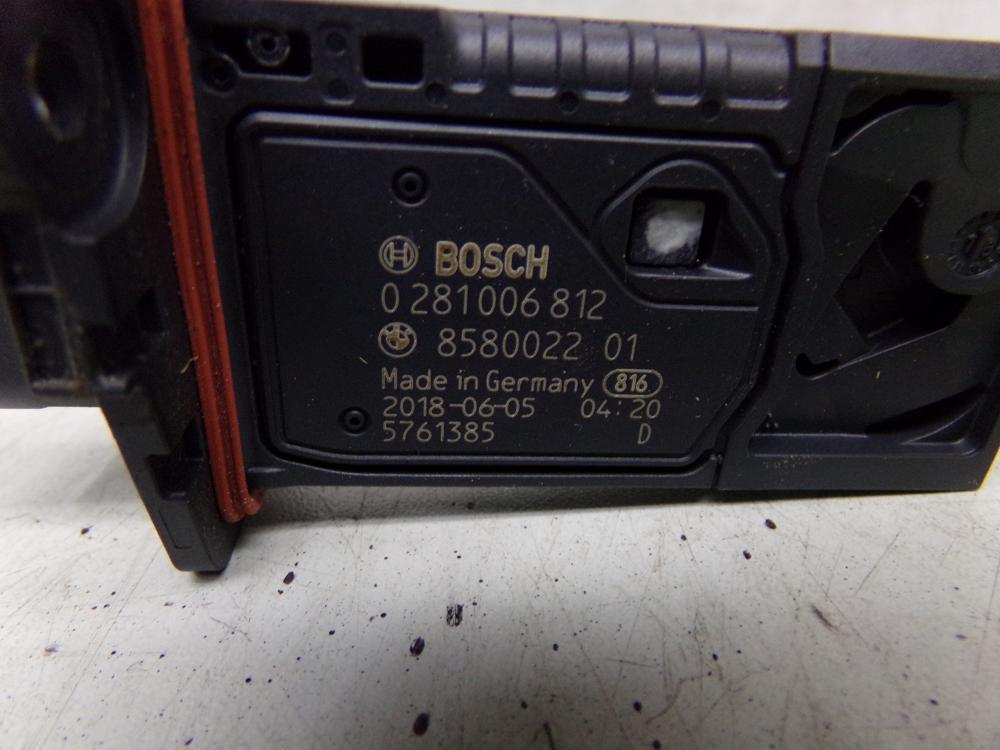 BOSCH
0 281 006 812
8580022 01
Made in Germany 816
2018-06-05 04:20
5761385 D